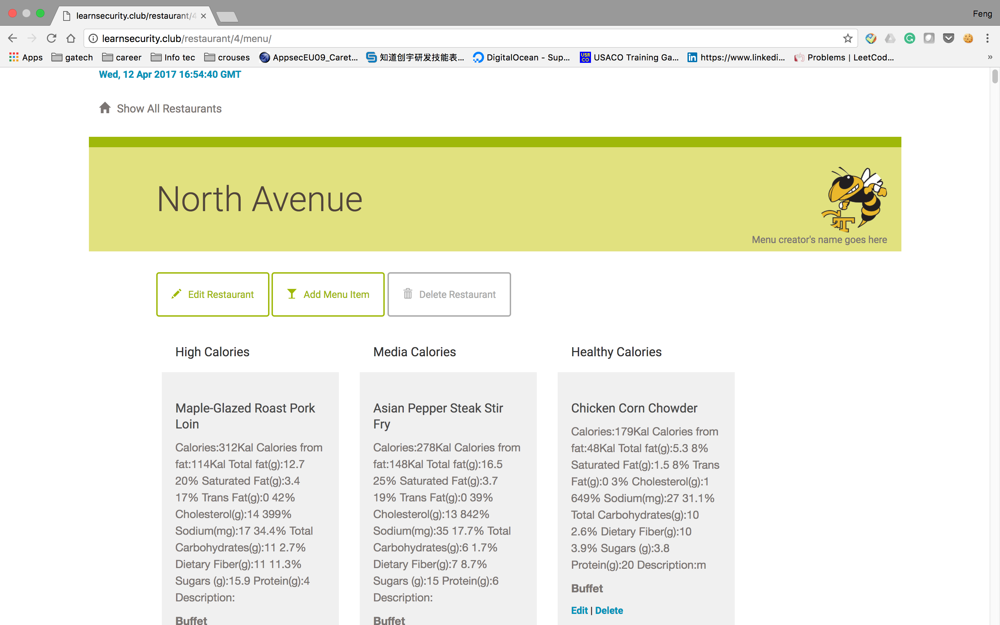 learnsecurity.club/restaurant/4
Feng
learnsecurity.club/restaurant/4/menu/
Apps gatech career Info tec crouses AppsecEU09_Caret... 知道创宇研发技能表... DigitalOcean - Sup... USACO Training Ga... https://www.linkedi... Problems | LeetCod... »
Wed, 12 Apr 2017 16:54:40 GMT
Show All Restaurants
North Avenue
GT
Menu creator's name goes here
Edit Restaurant
Add Menu Item
Delete Restaurant
High Calories
Maple-Glazed Roast Pork
Loin
Calories:312Kal Calories from
fat:114Kal Total fat(g):12.7
20% Saturated Fat(g):3.4
17% Trans Fat(g):0 42%
Cholesterol(g):14 399%
Sodium(mg):17 34.4% Total
Carbohydrates(g):11 2.7%
Dietary Fiber(g):11 11.3%
Sugars (g):15.9 Protein(g):4
Description:
Buffet
Media Calories
Asian Pepper Steak Stir
Fry
Calories:278Kal Calories from
fat:148Kal Total fat(g):16.5
25% Saturated Fat(g):3.7
19% Trans Fat(g):0 39%
Cholesterol(g):13 842%
Sodium(mg):35 17.7% Total
Carbohydrates(g):6 1.7%
Dietary Fiber(g):7 8.7%
Sugars (g):15 Protein(g):6
Description:
Buffet
Healthy Calories
Chicken Corn Chowder
Calories:179Kal Calories from
fat:48Kal Total fat(g):5.3 8%
Saturated Fat(g):1.5 8% Trans
Fat(g):0 3% Cholesterol(g):1
649% Sodium(mg):27 31.1%
Total Carbohydrates(g):10
2.6% Dietary Fiber(g):10
3.9% Sugars (g):3.8
Protein(g):20 Description:m
Buffet
Edit | Delete